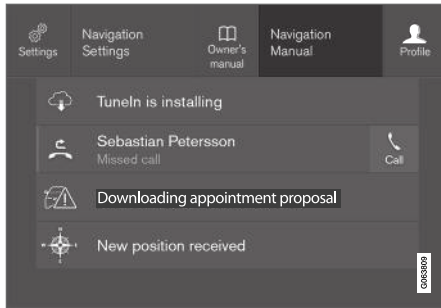 Settings
Navigation
Settings
Owner's
manual
Navigation
Manual
Profile
TuneIn is installing
Sebastian Petersson
Missed call
Call
Downloading appointment proposal
New position received
G063809